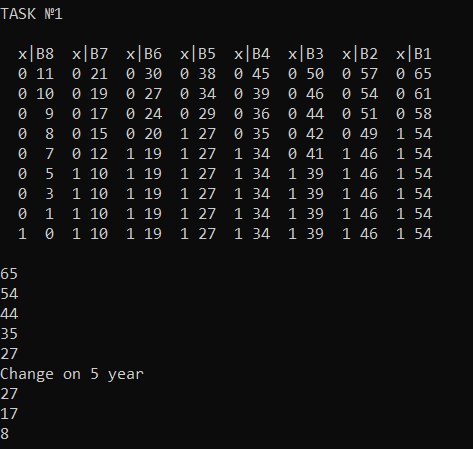 TASK №1
x|B8 x|B7 x|B6 x|B5 x|B4 x|B3 x|B2 x|B1
0 11 0 21 0 30 0 38 0 45 0 50 0 57 0 65
0 10 0 19 0 27 0 34 0 39 0 46 0 54 0 61
0 9 0 17 0 24 0 29 0 36 0 44 0 51 0 58
0 8 0 15 0 20 1 27 0 35 0 42 0 49 1 54
0 7 0 12 1 19 1 27 1 34 0 41 1 46 1 54
0 5 1 10 1 19 1 27 1 34 1 39 1 46 1 54
0 3 1 10 1 19 1 27 1 34 1 39 1 46 1 54
0 1 1 10 1 19 1 27 1 34 1 39 1 46 1 54
1 0 1 10 1 19 1 27 1 34 1 39 1 46 1 54
65
54
44
35
27
Change on 5 year
27
17
8